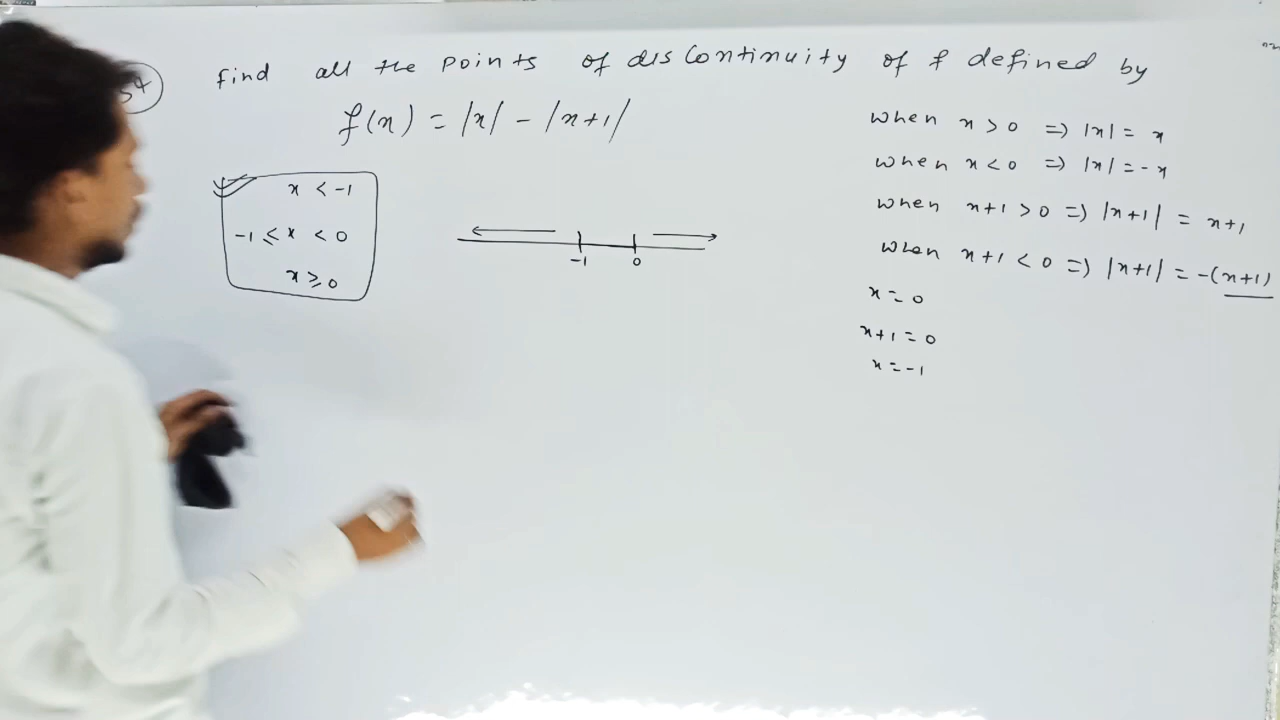 34
find all the points of discontinuity of f defined by
f(x) = |x| - |x+1|
x < -1
-1 ≤ x < 0
x ≥ 0
-1 0
when x > 0 => |x| = x
when x < 0 => |x| = -x
when x+1 > 0 => |x+1| = x+1
when x+1 < 0 => |x+1| = -(x+1)
x = 0
x+1 = 0
x = -1